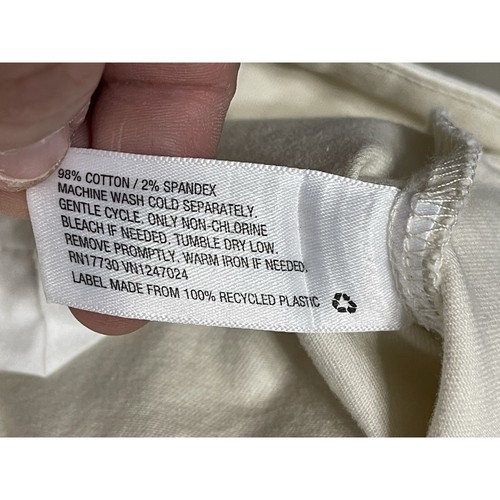 98% COTTON / 2% SPANDEX
MACHINE WASH COLD SEPARATELY.
GENTLE CYCLE. ONLY NON-CHLORINE
BLEACH IF NEEDED. TUMBLE DRY LOW.
REMOVE PROMPTLY. WARM IRON IF NEEDED.
RN17730 VN1247024
LABEL MADE FROM 100% RECYCLED PLASTIC